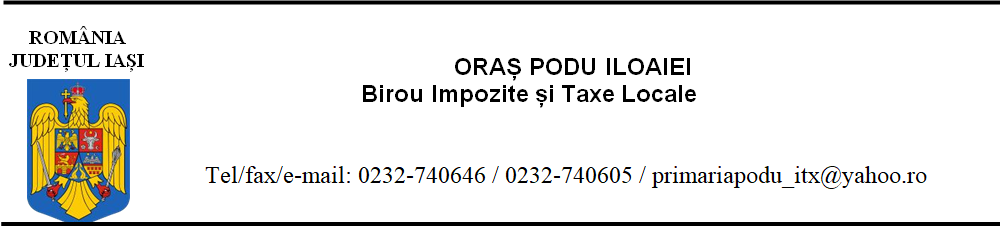 ROMÂNIA
JUDEȚUL IAȘI
ORAȘ PODU ILOAIEI
Birou Impozite și Taxe Locale
Tel/fax/e-mail: 0232-740646 / 0232-740605 / primariapodu_itx@yahoo.ro